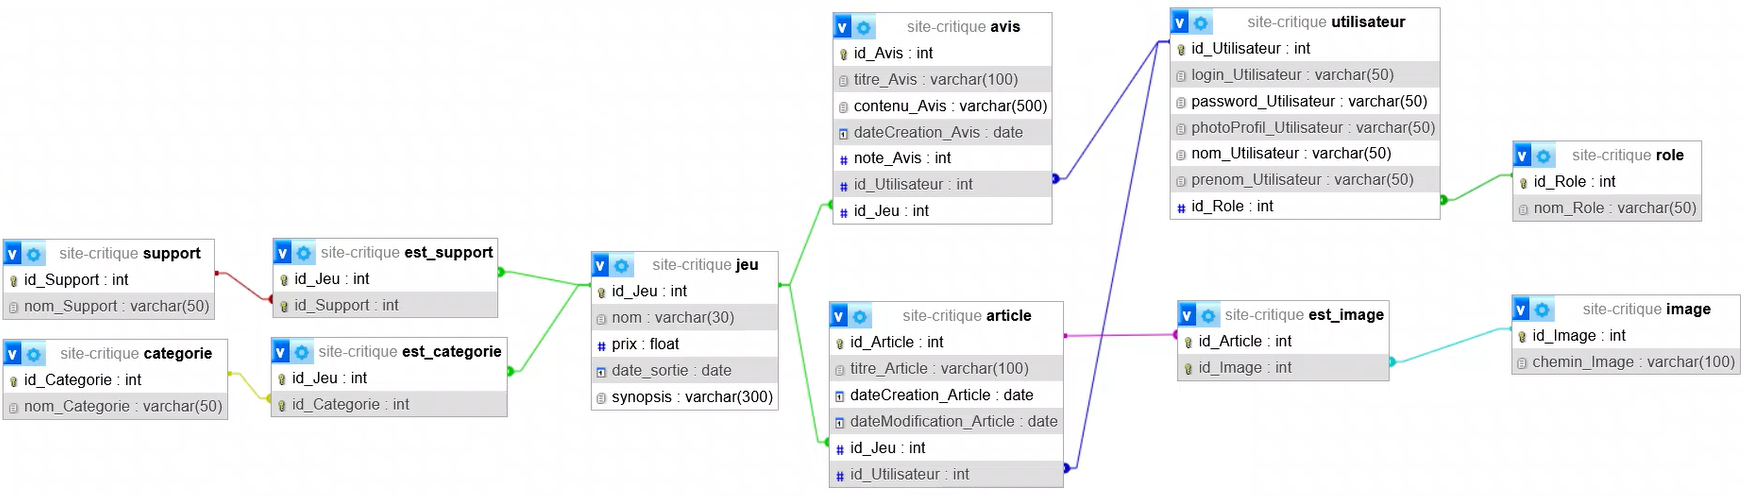 site-critique support
id_Support : int
nom_Support : varchar(50)
site-critique categorie
id_Categorie : int
nom_Categorie : varchar(50)
site-critique est_support
id_Jeu : int
id_Support : int
site-critique est_categorie
id_Jeu : int
id_Categorie : int
site-critique jeu
id_Jeu : int
nom : varchar(30)
prix : float
date_sortie : date
synopsis : varchar(300)
site-critique avis
id_Avis : int
titre_Avis : varchar(100)
contenu_Avis : varchar(500)
dateCreation_Avis : date
note_Avis : int
id_Utilisateur : int
id_Jeu : int
site-critique article
id_Article : int
titre_Article : varchar(100)
dateCreation_Article : date
dateModification_Article : date
id_Jeu : int
id_Utilisateur : int
site-critique utilisateur
id_Utilisateur : int
login_Utilisateur : varchar(50)
password_Utilisateur : varchar(50)
photoProfil_Utilisateur : varchar(50)
nom_Utilisateur : varchar(50)
prenom_Utilisateur : varchar(50)
id_Role : int
site-critique est_image
id_Article : int
id_Image : int
site-critique role
id_Role : int
nom_Role : varchar(50)
site-critique image
id_Image : int
chemin_Image : varchar(100)